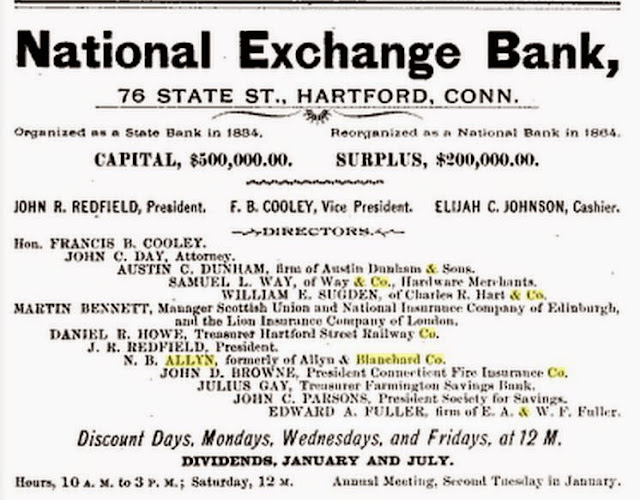 National Exchange Bank,
76 STATE ST., HARTFORD, CONN.
Organized as a State Bank in 1834. Reorganized as a National Bank in 1864.
CAPITAL, $500,000.00. SURPLUS, $200,000.00.
JOHN R. REDFIELD, President. F. B. COOLEY, Vice President. ELIJAH C. JOHNSON, Cashier.
DIRECTORS.
Hon. FRANCIS B. COOLEY.
JOHN C. DAY, Attorney.
AUSTIN C. DUNHAM, firm of Austin Dunham & Sons.
SAMUEL L. WAY, of Way & Co., Hardware Merchants.
WILLIAM E. SUGDEN, of Charles R. Hart & Co.
MARTIN BENNETT, Manager Scottish Union and National Insurance Company of Edinburgh,
and the Lion Insurance Company of London.
DANIEL R. HOWE, Treasurer Hartford Street Railway Co.
J. R. REDFIELD, President.
N. B. ALLYN, formerly of Allyn & Blanchard Co.
JOHN D. BROWNE, President Connecticut Fire Insurance Co.
JULIUS GAY, Treasurer Farmington Savings Bank.
JOHN C. PARSONS, President Society for Savings.
EDWARD A. FULLER, firm of E. A. & W. F. Fuller.
Discount Days, Mondays, Wednesdays, and Fridays, at 12 M.
DIVIDENDS, JANUARY AND JULY.
Hours, 10 A. M. to 3 P. M.; Saturday, 12 M. Annual Meeting, Second Tuesday in January.